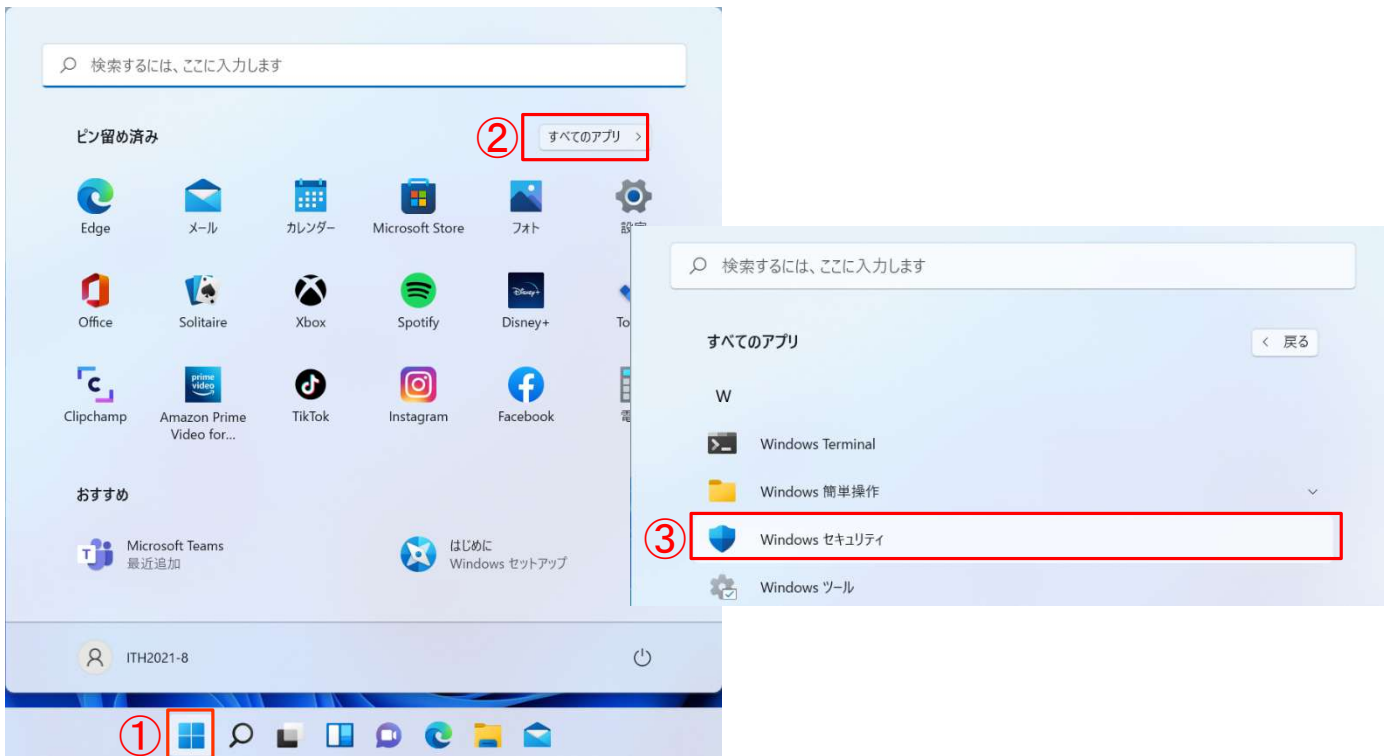 検索するには、ここに入力します
ピン留め済み
② すべてのアプリ >
Edge メール カレンダー Microsoft Store フォト
Office Solitaire Xbox Spotify Disney+ To
Clipchamp Amazon Prime Video for... TikTok Instagram Facebook
おすすめ
Microsoft Teams
最近追加
はじめに
Windows セットアップ
ITH2021-8
①
検索するには、ここに入力します
すべてのアプリ < 戻る
W
Windows Terminal
Windows 簡単操作
③ Windows セキュリティ
Windows ツール